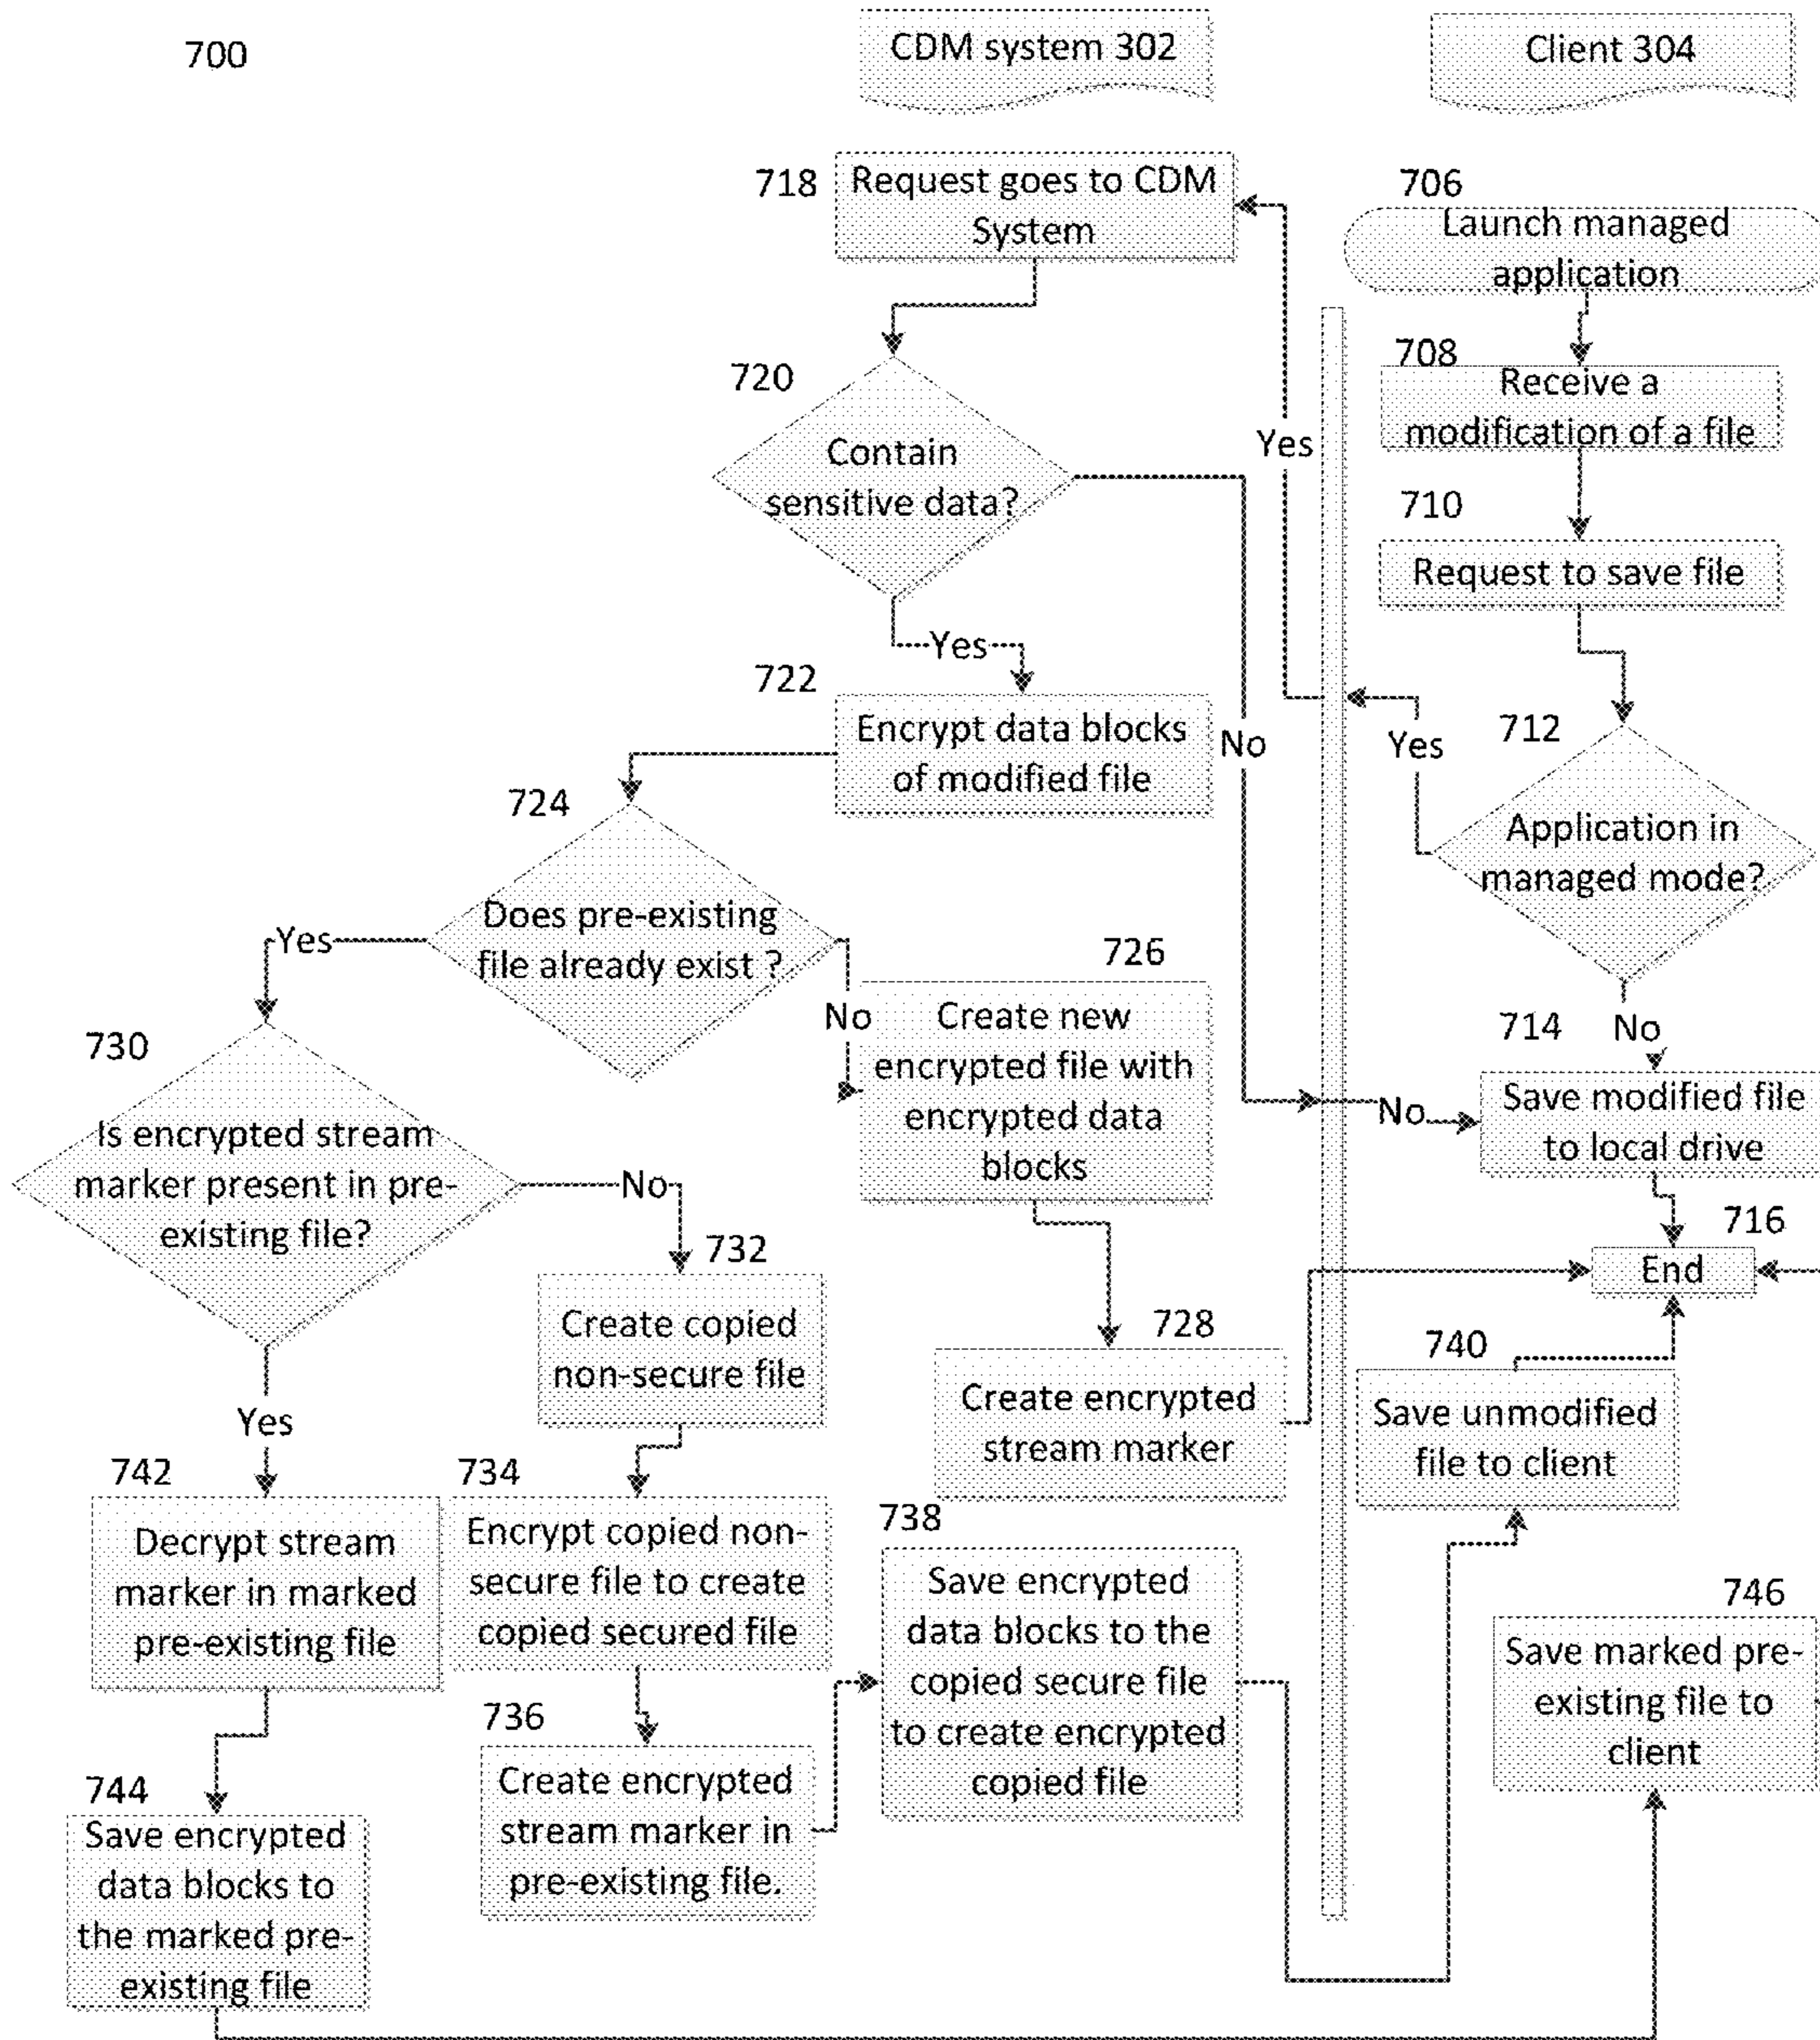 700
CDM system 302
Client 304
718
Request goes to CDM
System
706
Launch managed
application
708
Receive a
modification of a file
710
Request to save file
720
Contain
sensitive data?
Yes
Yes
722
Encrypt data blocks
of modified file
No
Yes
712
Application in
managed mode?
724
Does pre-existing
file already exist ?
Yes
No
726
Create new
encrypted file with
encrypted data
blocks
No
714
No
Save modified file
to local drive
730
Is encrypted stream
marker present in pre-
existing file?
No
Yes
716
End
732
Create copied
non-secure file
728
Create encrypted
stream marker
740
Save unmodified
file to client
742
Decrypt stream
marker in marked
pre-existing file
734
Encrypt copied non-
secure file to create
copied secured file
738
Save encrypted
data blocks to the
copied secure file
to create encrypted
copied file
746
Save marked pre-
existing file to
client
736
Create encrypted
stream marker in
pre-existing file.
744
Save encrypted
data blocks to
the marked pre-
existing file